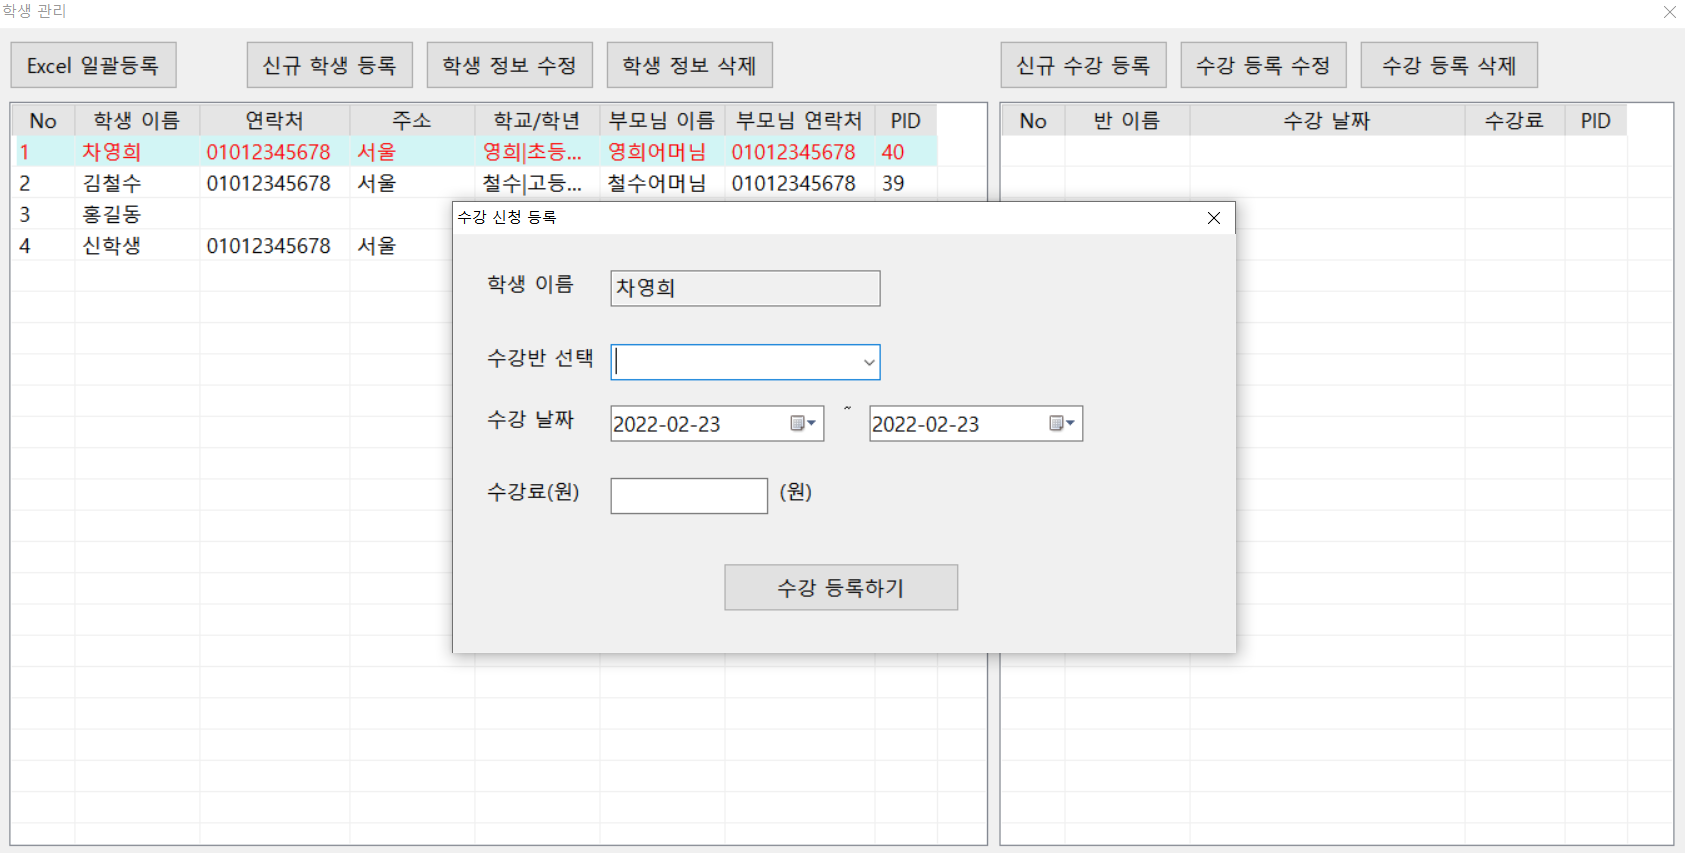 학생 관리
Excel 일괄등록 신규 학생 등록 학생 정보 수정 학생 정보 삭제 신규 수강 등록 수강 등록 수정 수강 등록 삭제
No 학생 이름 연락처 주소 학교/학년 부모님 이름 부모님 연락처 PID No 반 이름 수강 날짜 수강료 PID
1 차영희 01012345678 서울 영희|초등... 영희어머님 01012345678 40
2 김철수 01012345678 서울 철수|고등... 철수어머님 01012345678 39
3 홍길동
4 신학생 01012345678 서울
수강 신청 등록
학생 이름 차영희
수강반 선택
수강 날짜 2022-02-23 ~ 2022-02-23
수강료(원) (원)
수강 등록하기